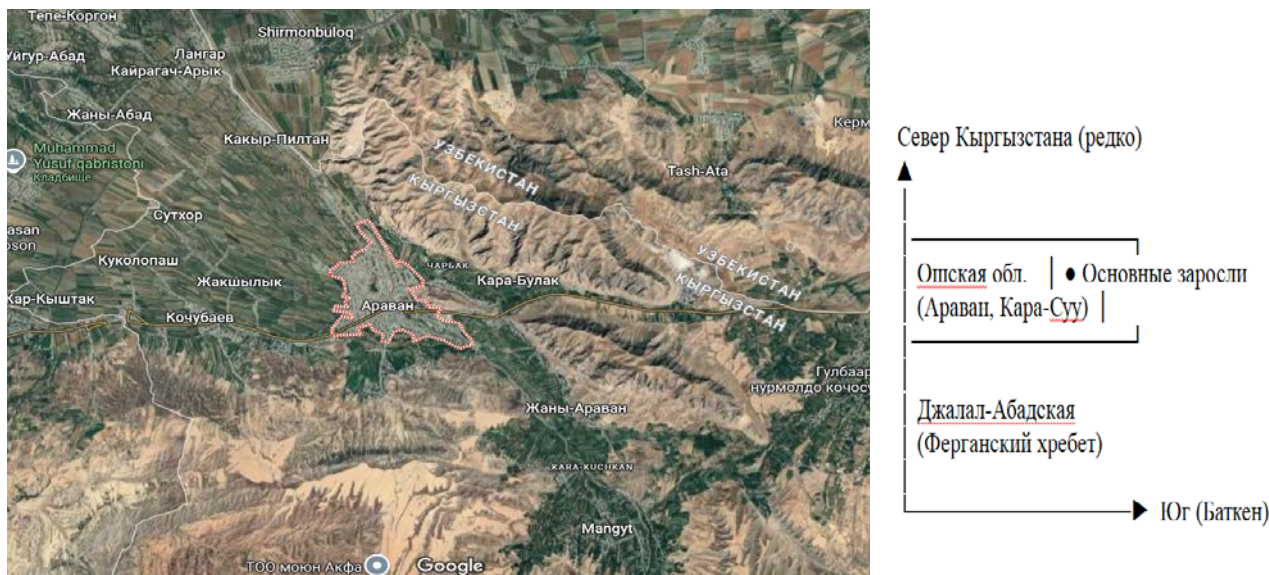 Тепе-Коргон
Shirmonbuloq
Уйгур-Абад
Лангар
Кайрагач-Арык
Жаны-Абад
Какыр-Пилтан
Керм
Muhammad
Yusuf qabristoni
Кладбище
УЗБЕКИСТАН
КЫРГЫЗСТАН
Tash-Ata
Сутхор
asan
oson
Куколопаш
ЧАРБАК
Жакшылык
Кара-Булак
УЗБЕКИСТАН
КЫРГЫЗСТАН
Кар-Кыштак
Кочубаев
Араван
Гулбаар
нурмолдо кочосу
Жаны-Араван
KARA-KUCHKAN
Mangyt
ТОО моюн Акфа
Google
Север Кыргызстана (редко)
Ошская обл. │ ● Основные заросли
(Араван, Кара-Суу) │
Джалал-Абадская
(Ферганский хребет)
Юг (Баткен)